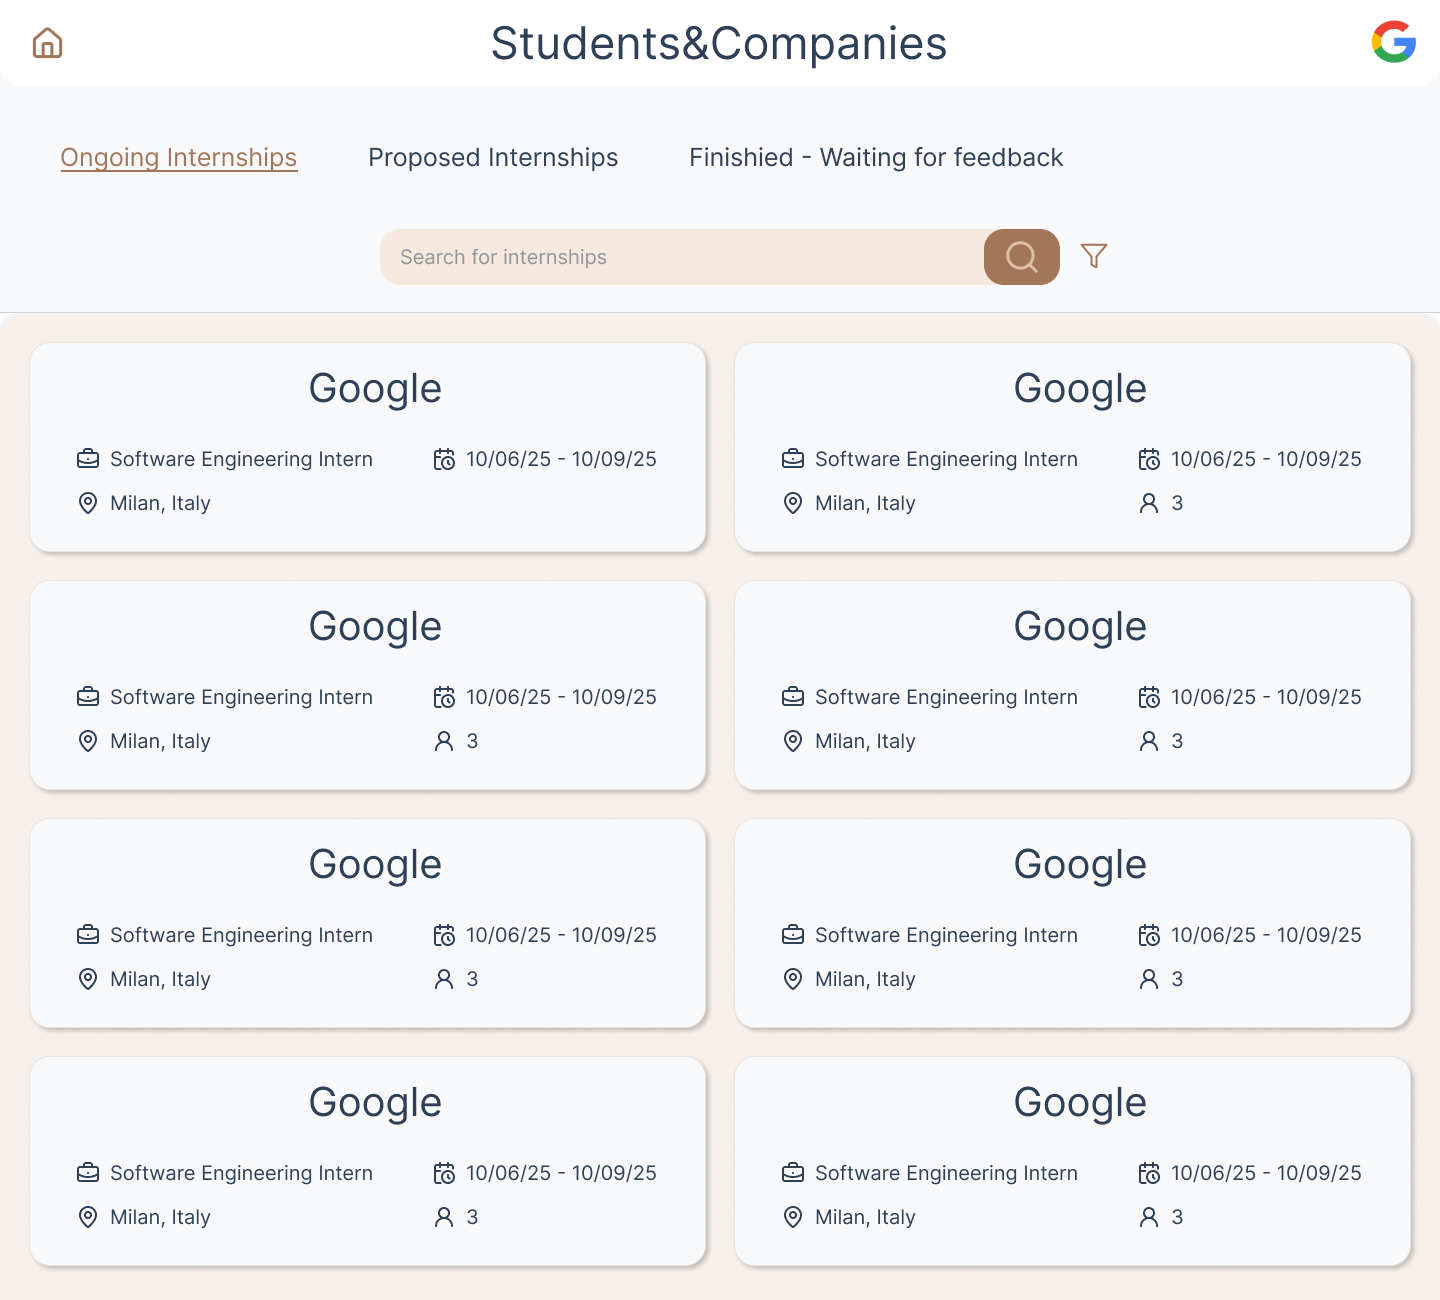 Students&Companies
Ongoing Internships Proposed Internships Finishied - Waiting for feedback
Search for internships
Google
Software Engineering Intern 10/06/25 - 10/09/25
Milan, Italy
Google
Software Engineering Intern 10/06/25 - 10/09/25
Milan, Italy 3
Google
Software Engineering Intern 10/06/25 - 10/09/25
Milan, Italy 3
Google
Software Engineering Intern 10/06/25 - 10/09/25
Milan, Italy 3
Google
Software Engineering Intern 10/06/25 - 10/09/25
Milan, Italy 3
Google
Software Engineering Intern 10/06/25 - 10/09/25
Milan, Italy 3
Google
Software Engineering Intern 10/06/25 - 10/09/25
Milan, Italy 3
Google
Software Engineering Intern 10/06/25 - 10/09/25
Milan, Italy 3